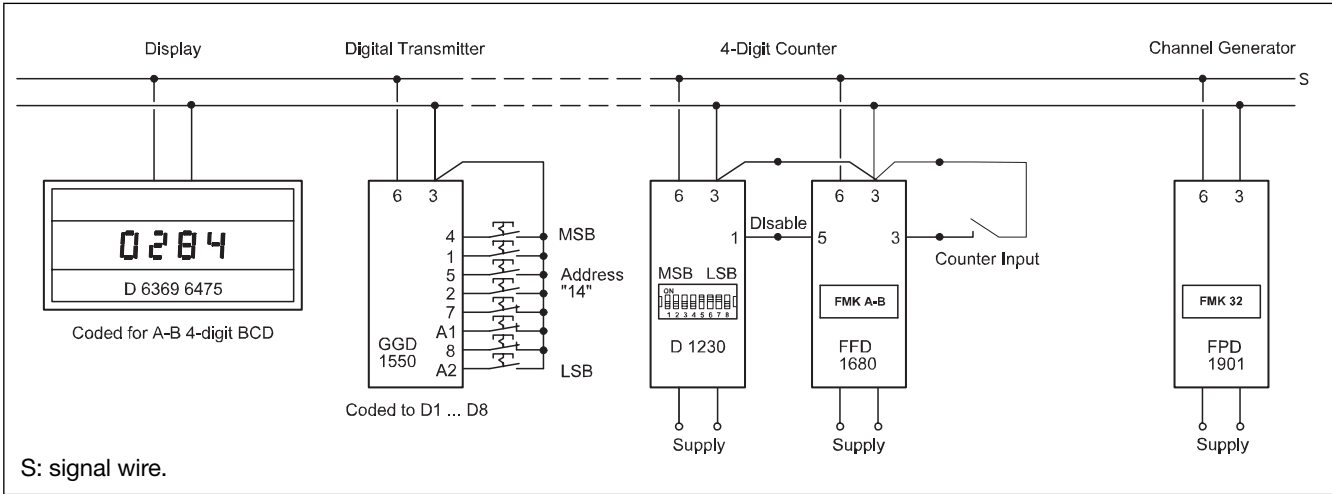 Display
Digital Transmitter
4-Digit Counter
Channel Generator
S
0284
D 6369 6475
Coded for A-B 4-digit BCD
6 3
4 MSB
1
5 Address
2 "14"
7
A1
8
A2 LSB
GGD
1550
Coded to D1 ... D8
6 3
1
MSB LSB
ON
1 2 3 4 5 6 7 8
D 1230
Supply
DIsable
6 3
5 3
FMK A-B
FFD
1680
Supply
Counter Input
6 3
FMK 32
FPD
1901
Supply
S: signal wire.